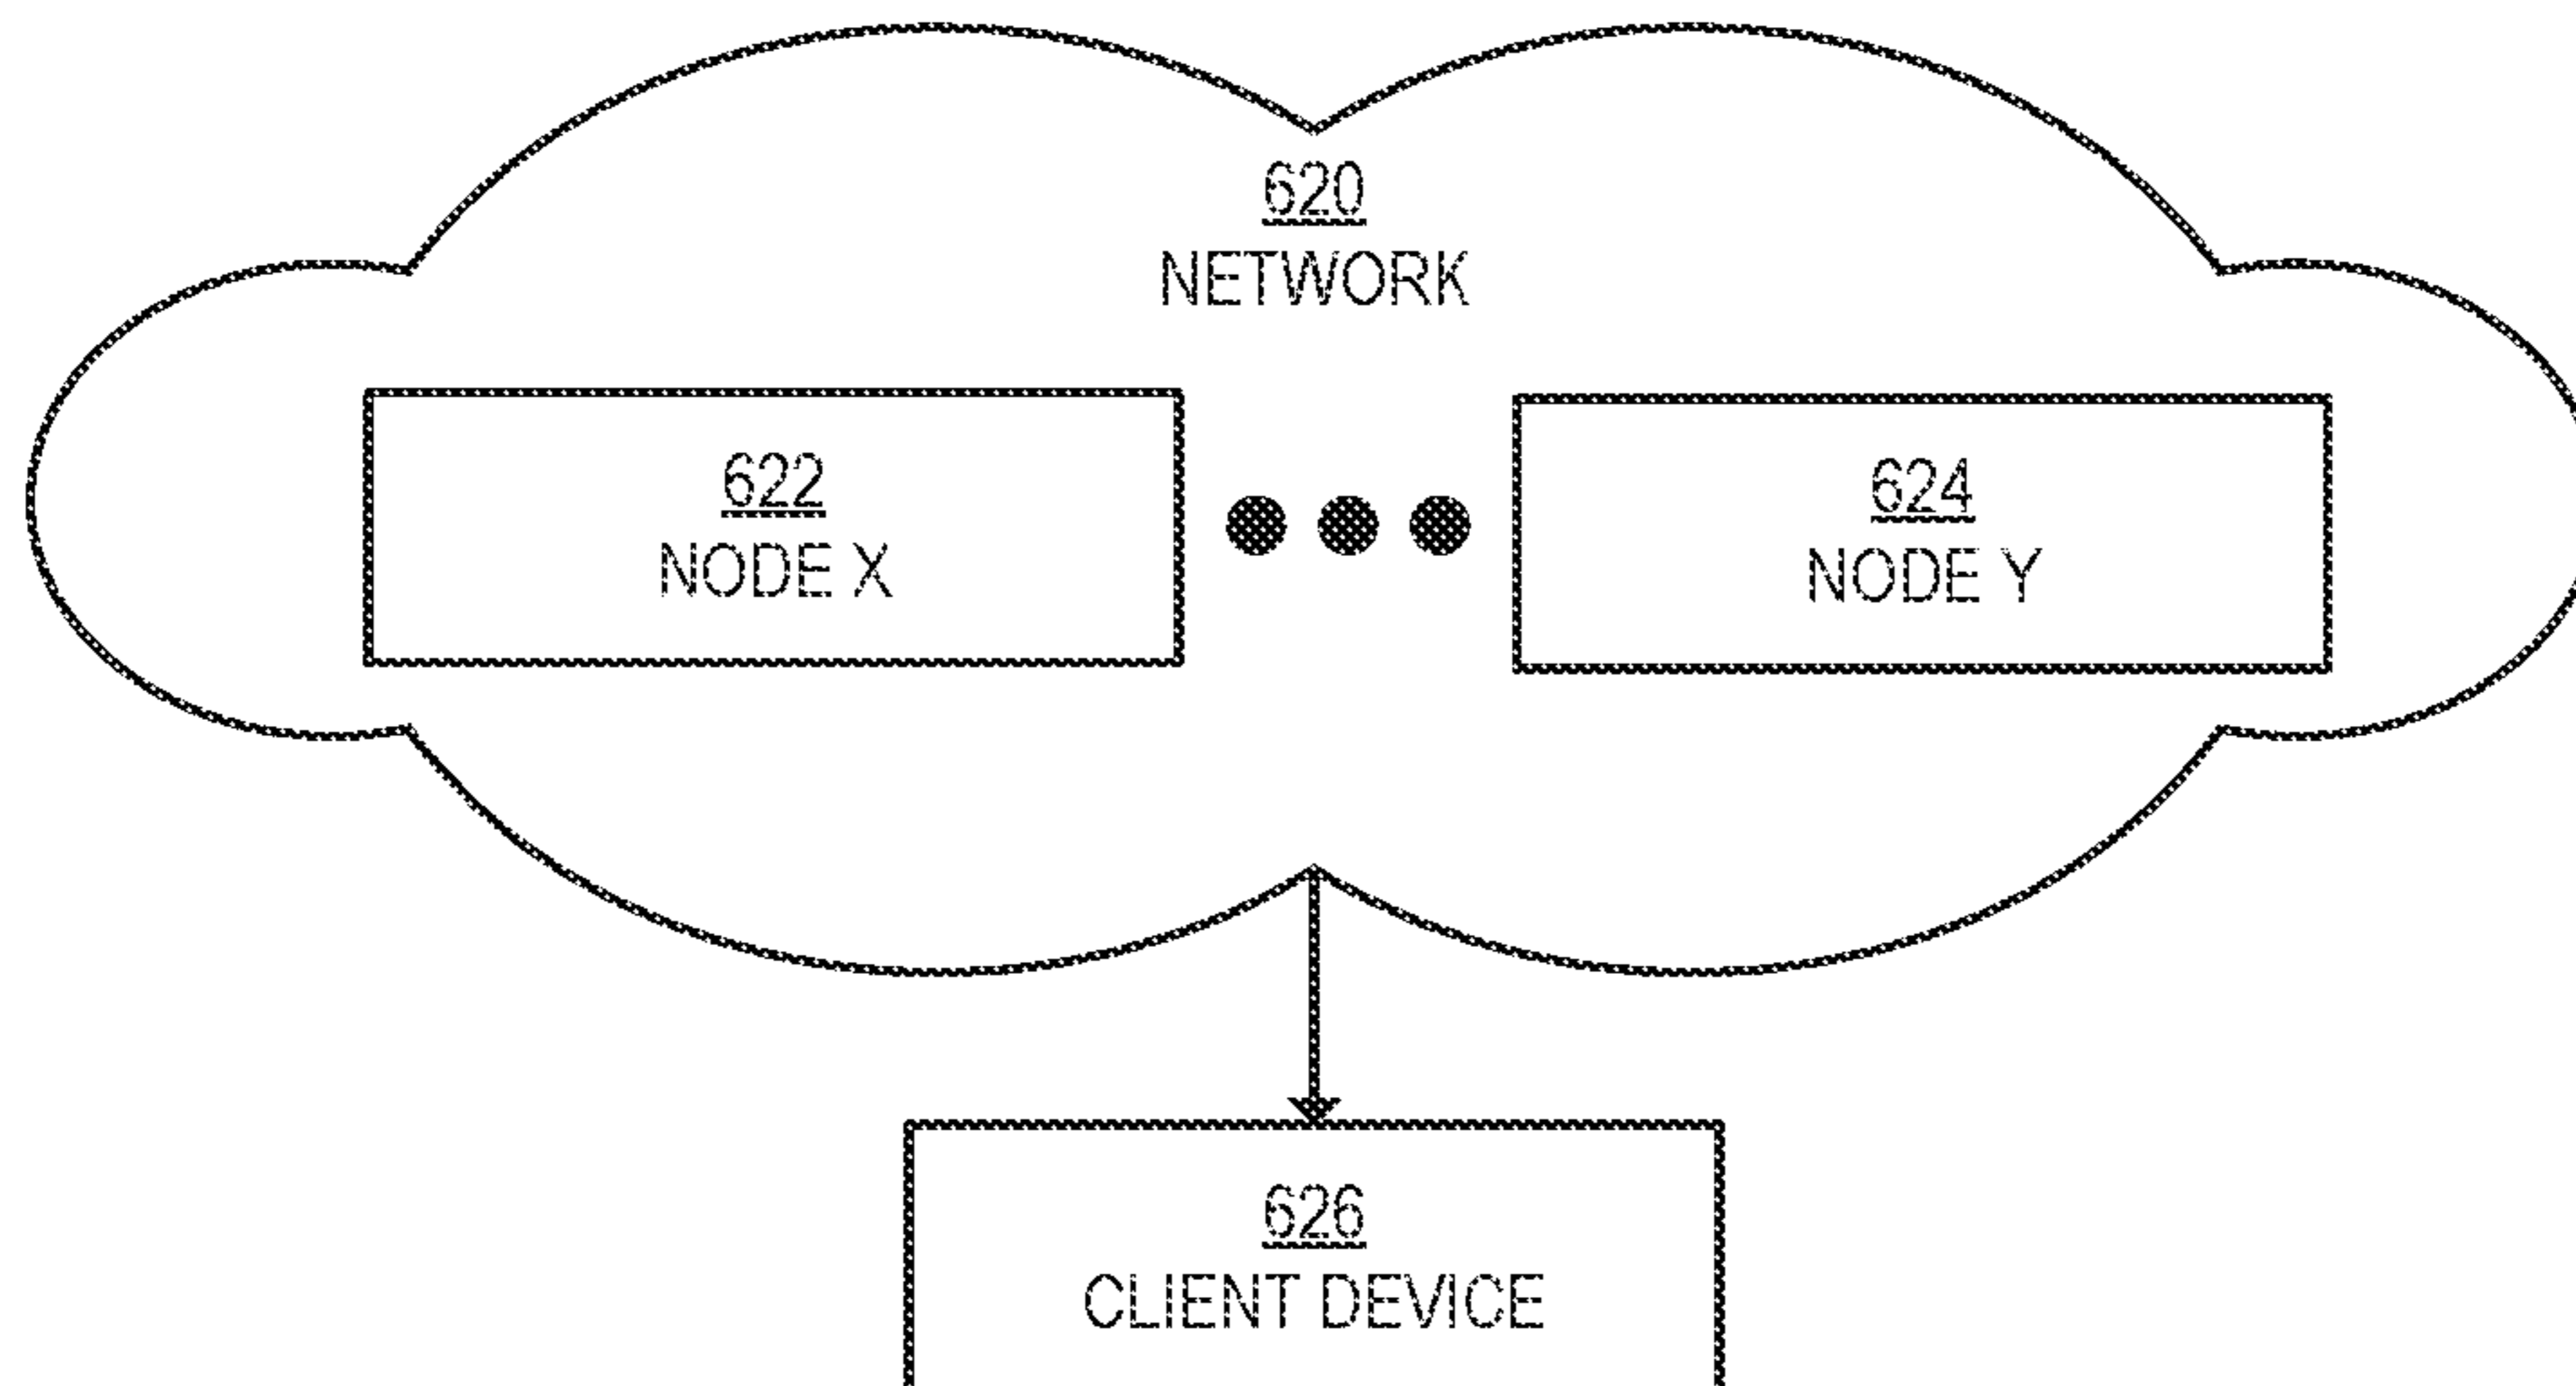 620
NETWORK
622
NODE X
624
NODE Y
626
CLIENT DEVICE